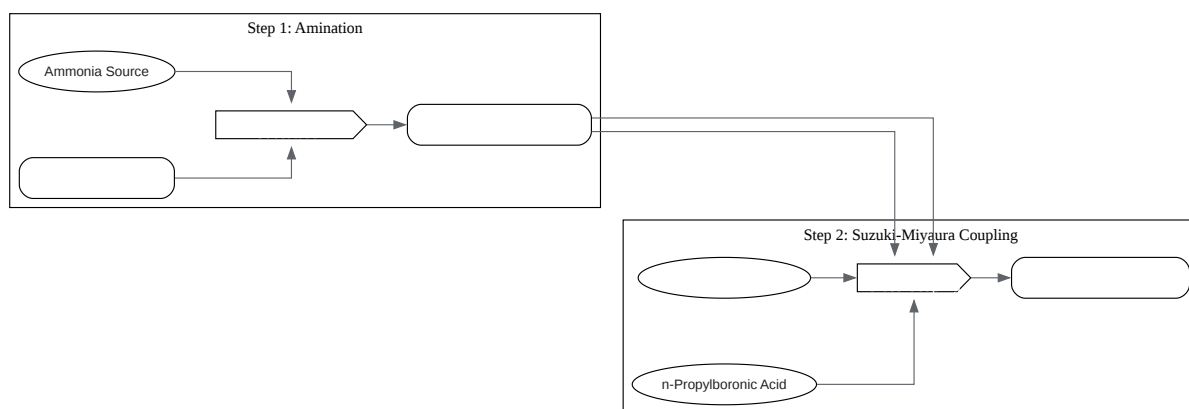 Step 1: Amination
Ammonia Source
Step 2: Suzuki-Miyaura Coupling
n-Propylboronic Acid